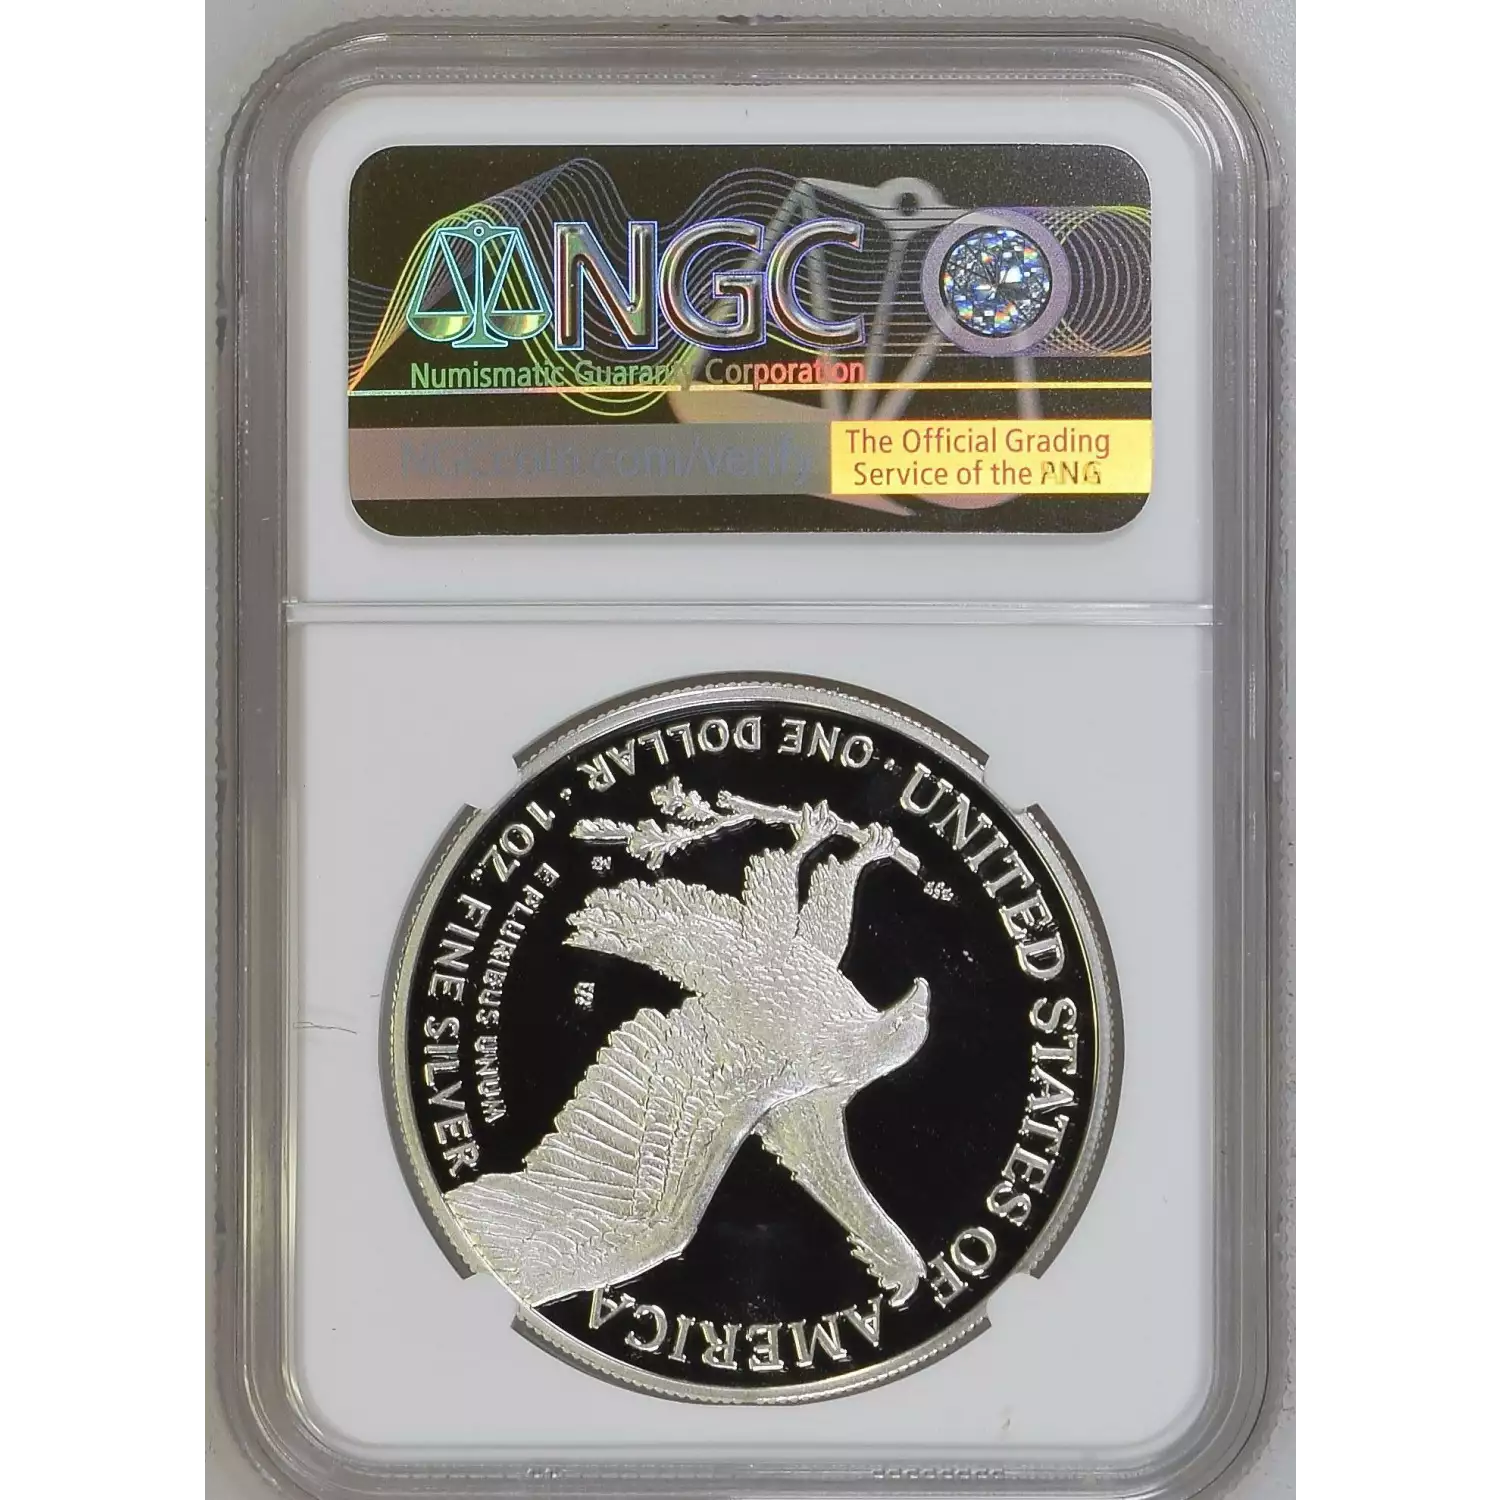 NGC
Numismatic Guaranty Corporation
NGCcoin.com/verify
The Official Grading
Service of the PNG
UNITED STATES OF AMERICA
1 OZ. FINE SILVER · ONE DOLLAR ·
E PLURIBUS UNUM